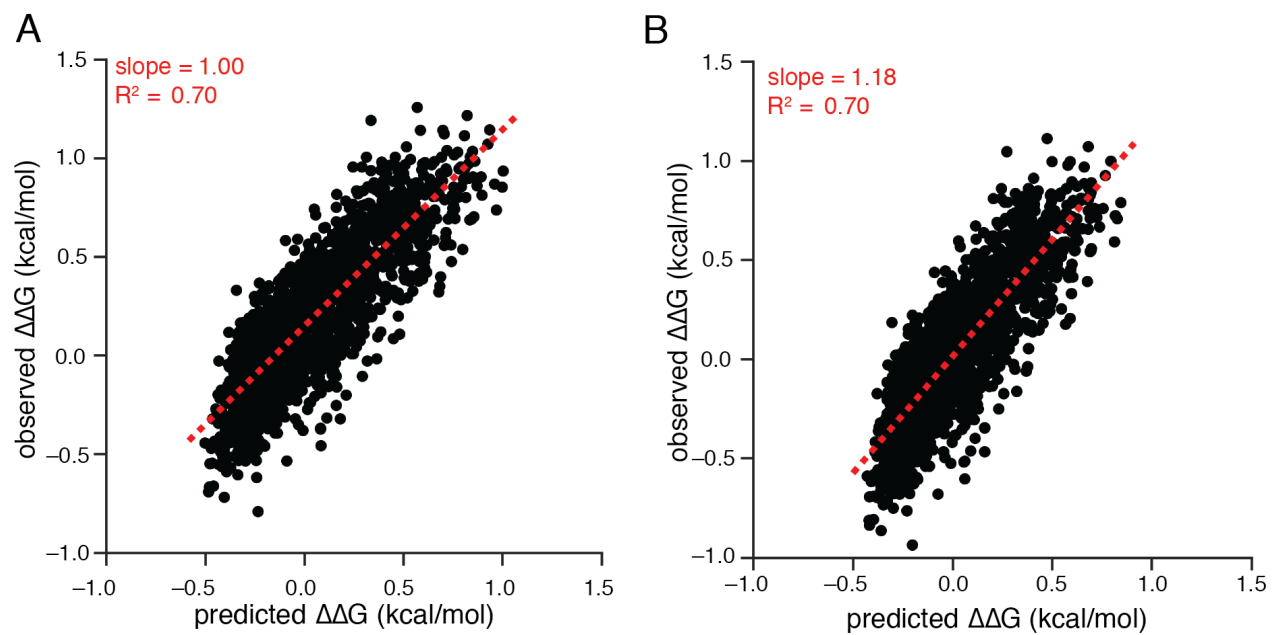 A
slope = 1.00
R² = 0.70
observed ΔΔG (kcal/mol)
1.5
1.0
0.5
0.0
–0.5
–1.0
–1.0
–0.5
0.0
0.5
1.0
1.5
predicted ΔΔG (kcal/mol)
B
slope = 1.18
R² = 0.70
observed ΔΔG (kcal/mol)
1.5
1.0
0.5
0.0
–0.5
–1.0
–1.0
–0.5
0.0
0.5
1.0
1.5
predicted ΔΔG (kcal/mol)